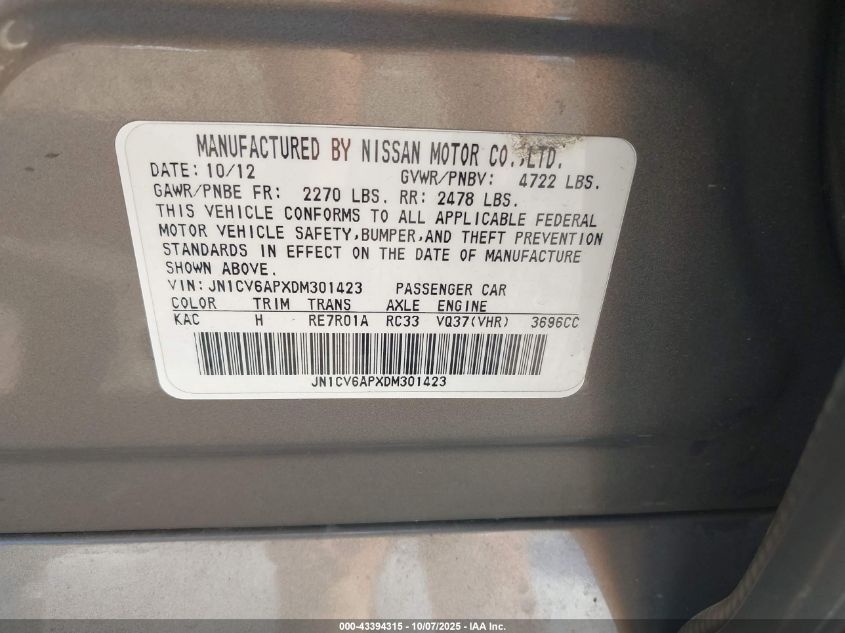 MANUFACTURED BY NISSAN MOTOR CO.,LTD.
DATE: 10/12 GVWR/PNBV: 4722 LBS.
GAWR/PNBE FR: 2270 LBS. RR: 2478 LBS.
THIS VEHICLE CONFORMS TO ALL APPLICABLE FEDERAL
MOTOR VEHICLE SAFETY,BUMPER,AND THEFT PREVENTION
STANDARDS IN EFFECT ON THE DATE OF MANUFACTURE
SHOWN ABOVE.
VIN: JN1CV6APXDM301423 PASSENGER CAR
COLOR TRIM TRANS AXLE ENGINE
KAC H RE7R01A RC33 VQ37(VHR) 3696CC
JN1CV6APXDM301423
000-43394315 - 10/07/2025 - IAA Inc.